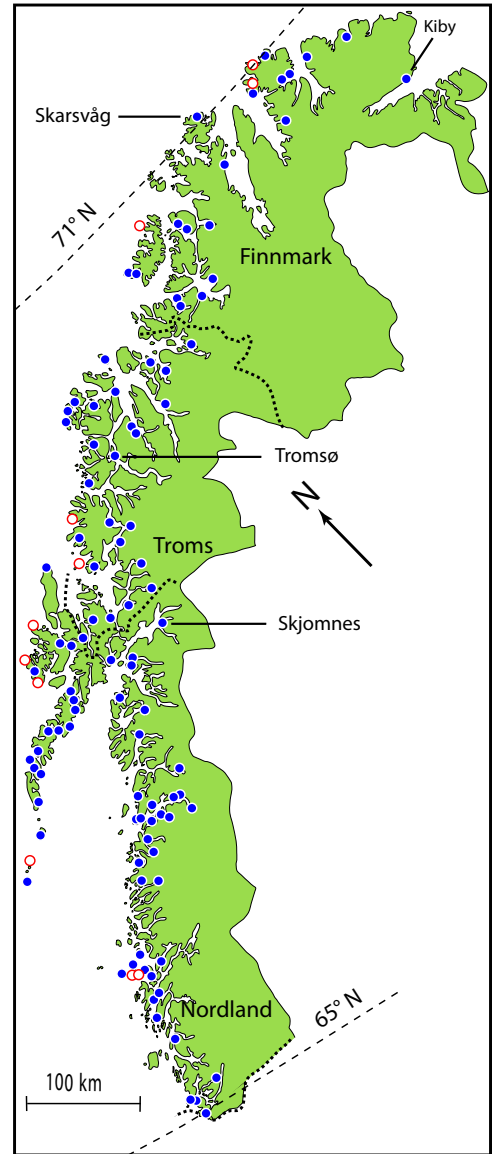 Kiby
Skarsvåg
71° N
Finnmark
Tromsø
N
Troms
Skjomnes
65° N
Nordland
100 km